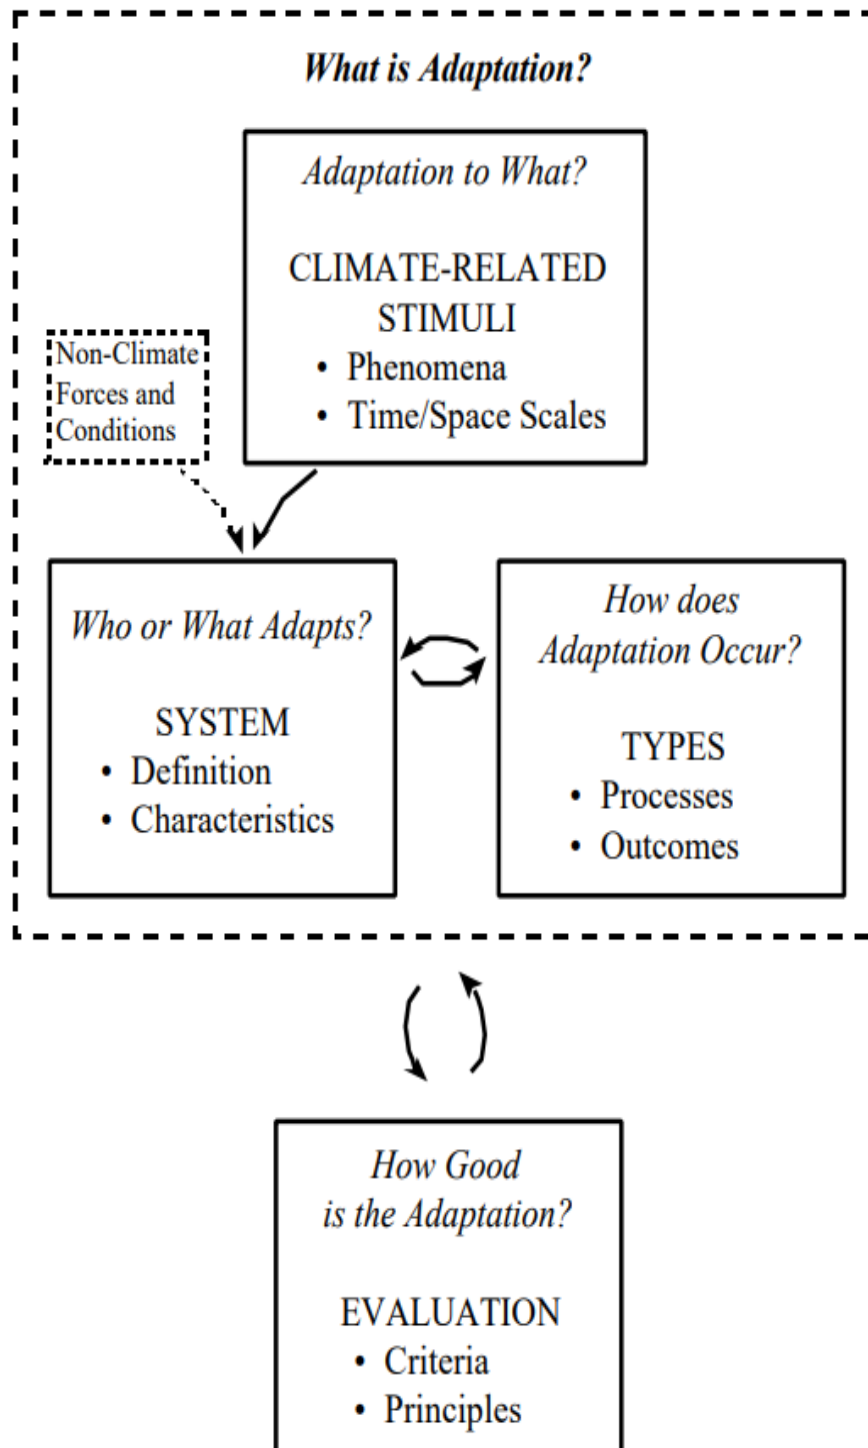 What is Adaptation?
Adaptation to What?
CLIMATE-RELATED
STIMULI
• Phenomena
• Time/Space Scales
Non-Climate
Forces and
Conditions
Who or What Adapts?
SYSTEM
• Definition
• Characteristics
How does
Adaptation Occur?
TYPES
• Processes
• Outcomes
How Good
is the Adaptation?
EVALUATION
• Criteria
• Principles